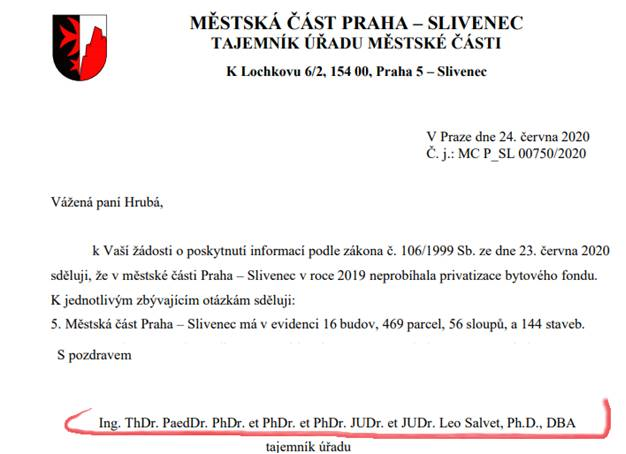 MĚSTSKÁ ČÁST PRAHA – SLIVENEC
TAJEMNÍK ÚŘADU MĚSTSKÉ ČÁSTI
K Lochkovu 6/2, 154 00, Praha 5 – Slivenec
V Praze dne 24. června 2020
Č. j.: MC P_SL 00750/2020
Vážená paní Hrubá,
k Vaší žádosti o poskytnutí informací podle zákona č. 106/1999 Sb. ze dne 23. června 2020
sděluji, že v městské části Praha – Slivenec v roce 2019 neprobíhala privatizace bytového fondu.
K jednotlivým zbývajícím otázkám sděluji:
5. Městská část Praha – Slivenec má v evidenci 16 budov, 469 parcel, 56 sloupů, a 144 staveb.
S pozdravem
Ing. ThDr. PaedDr. PhDr. et PhDr. et PhDr. JUDr. et JUDr. Leo Salvet, Ph.D., DBA
tajemník úřadu